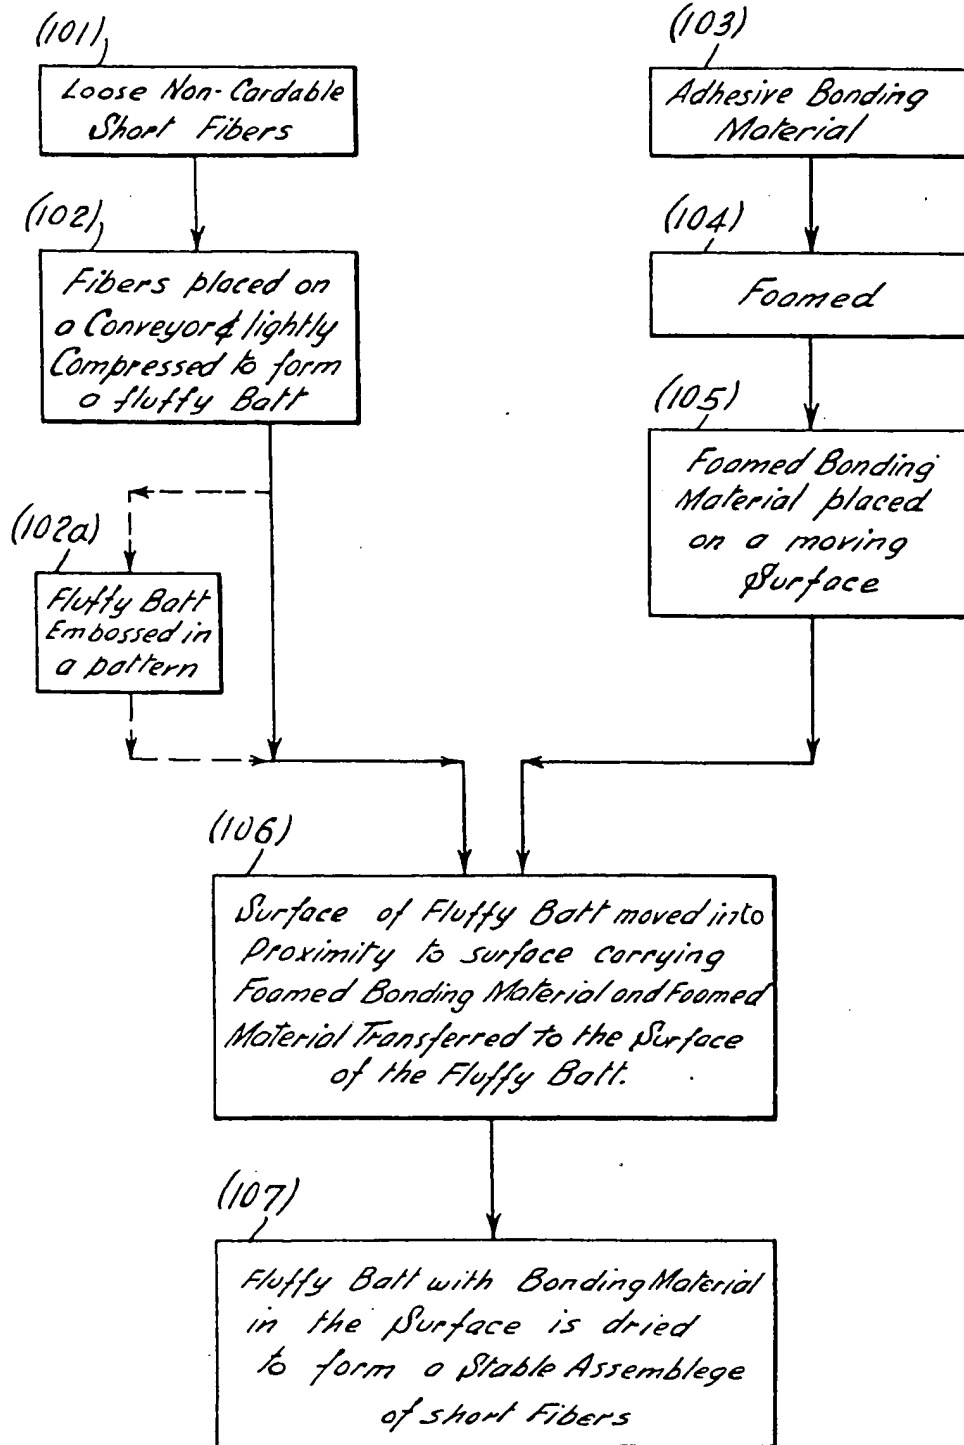 (101)
Loose Non-Cardable
Short Fibers
(102)
Fibers placed on
a Conveyor & lightly
Compressed to form
a fluffy Batt
(102a)
Fluffy Batt
Embossed in
a pattern
(103)
Adhesive Bonding
Material
(104)
Foamed
(105)
Foamed Bonding
Material placed
on a moving
Surface
(106)
Surface of Fluffy Batt moved into
Proximity to surface carrying
Foamed Bonding Material and Foamed
Material Transferred to the Surface
of the Fluffy Batt.
(107)
Fluffy Batt with Bonding Material
in the Surface is dried
to form a Stable Assemblege
of short Fibers